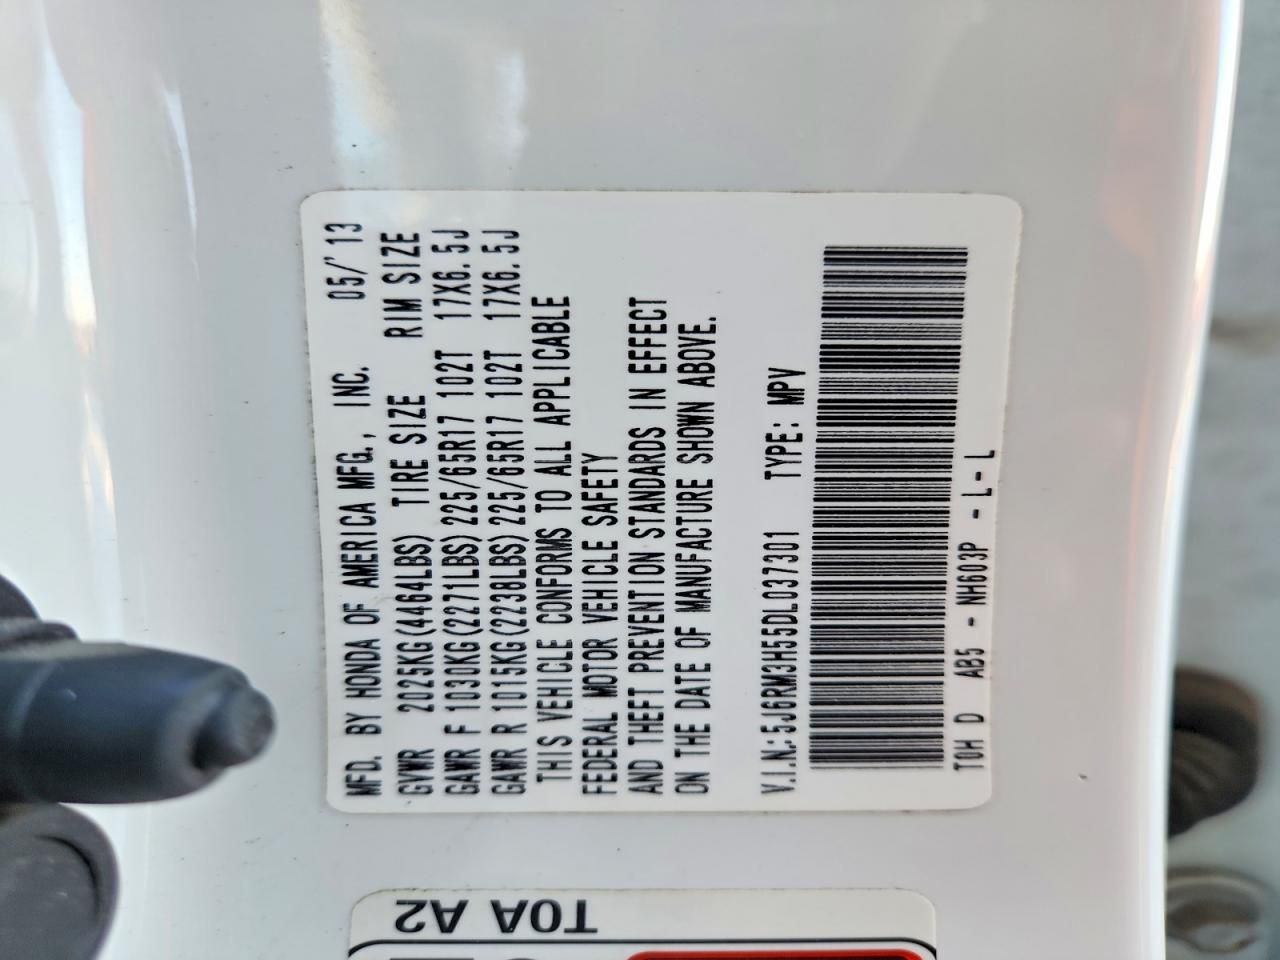 MFD. BY HONDA OF AMERICA MFG., INC. 05/'13
GVWR 2025KG(4464LBS) TIRE SIZE RIM SIZE
GAWR F 1030KG(2271LBS)225/65R17 102T 17X6.5J
GAWR R 1015KG(2238LBS)225/65R17 102T 17X6.5J
THIS VEHICLE CONFORMS TO ALL APPLICABLE
FEDERAL MOTOR VEHICLE SAFETY
AND THEFT PREVENTION STANDARDS IN EFFECT
ON THE DATE OF MANUFACTURE SHOWN ABOVE.
V.I.N.:5J6RM3H55DL037301 TYPE: MPV
T0H D AB5 - NH603P - L - L
T0A A2